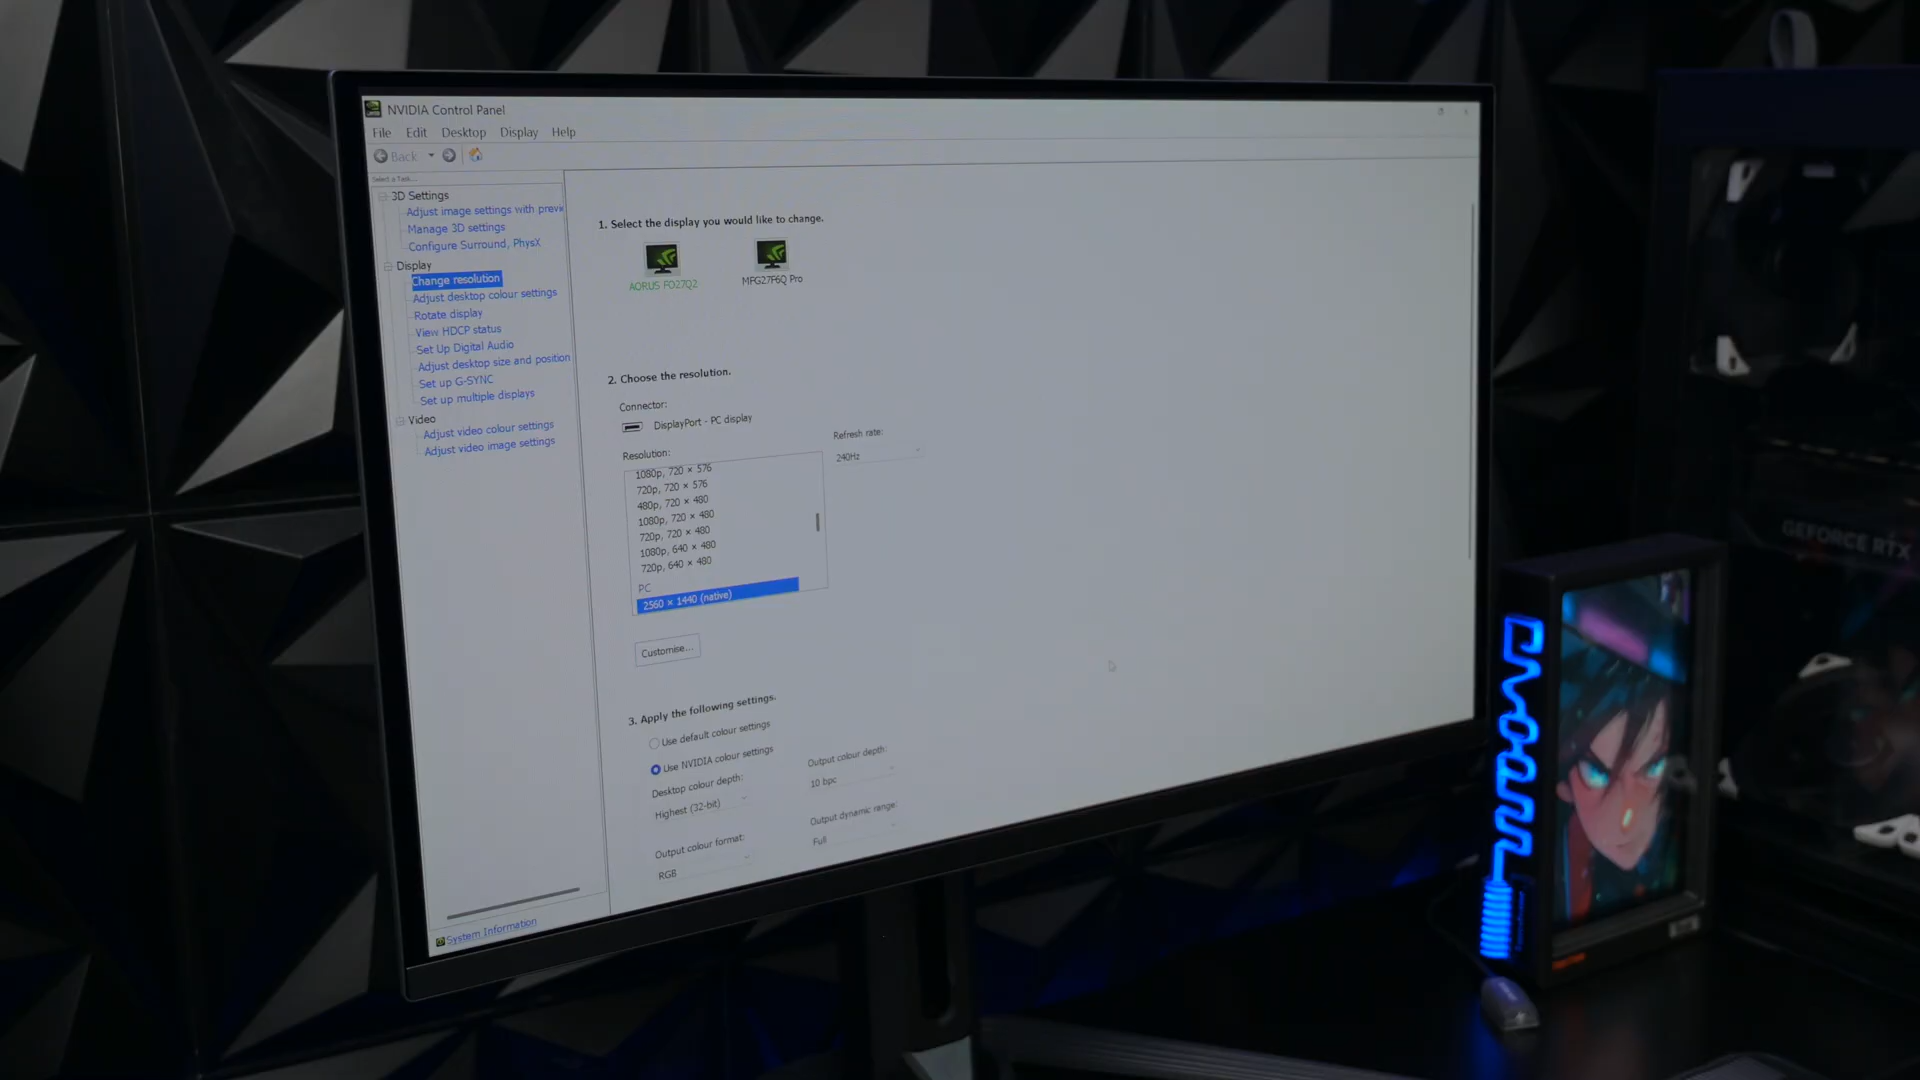 NVIDIA Control Panel
File Edit Desktop Display Help
Back
Select a Task...
3D Settings
Adjust image settings with previ
Manage 3D settings
Configure Surround, PhysX
Display
Change resolution
Adjust desktop colour settings
Rotate display
View HDCP status
Set Up Digital Audio
Adjust desktop size and position
Set up G-SYNC
Set up multiple displays
Video
Adjust video colour settings
Adjust video image settings
System Information
1. Select the display you would like to change.
AORUS FO27Q2
MFG27F6Q Pro
2. Choose the resolution.
Connector:
DisplayPort - PC display
Resolution:
1080p, 720 × 576
720p, 720 × 576
480p, 720 × 480
1080p, 720 × 480
720p, 720 × 480
1080p, 640 × 480
720p, 640 × 480
PC
2560 × 1440 (native)
Refresh rate:
240Hz
Customise...
3. Apply the following settings.
Use default colour settings
Use NVIDIA colour settings
Desktop colour depth:
Highest (32-bit)
Output colour depth:
10 bpc
Output colour format:
RGB
Output dynamic range:
Full
GEFORCE RTX